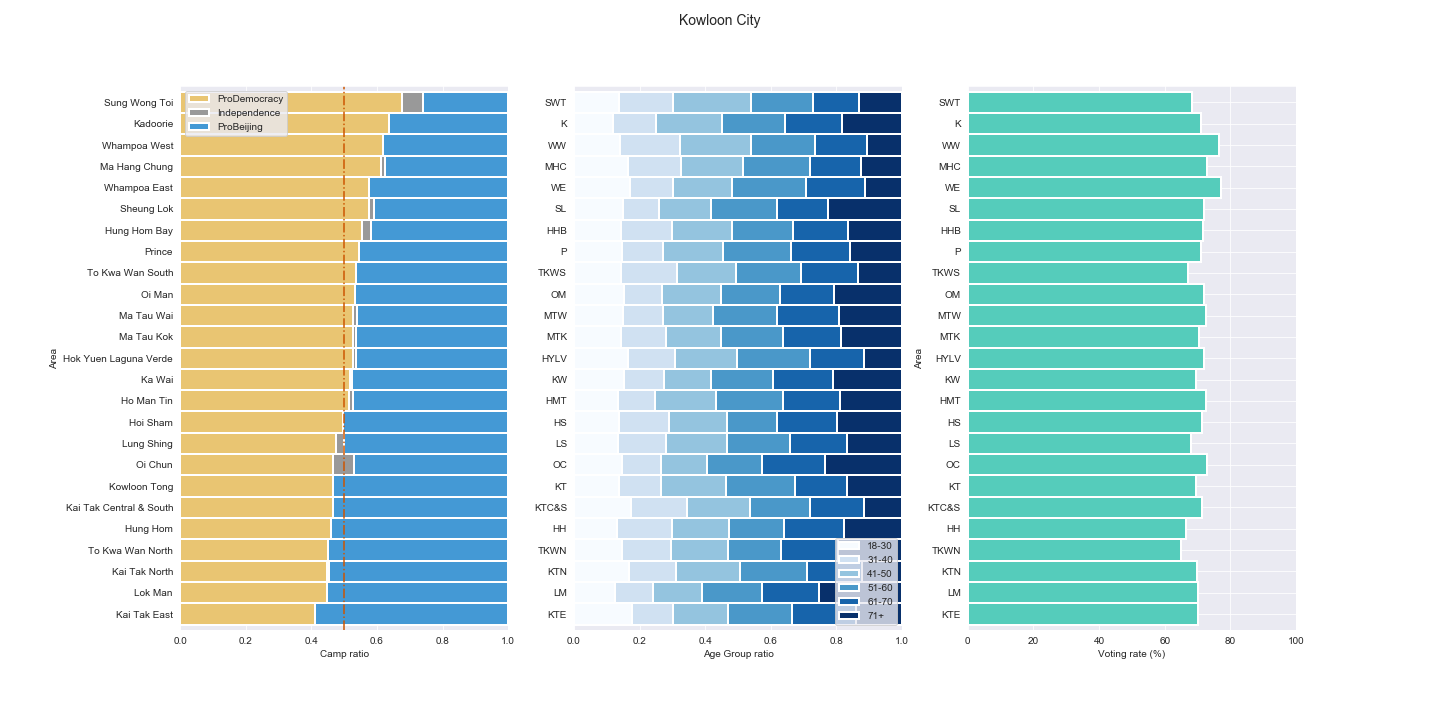 Kowloon City
Area
Sung Wong Toi
Kadoorie
Whampoa West
Ma Hang Chung
Whampoa East
Sheung Lok
Hung Hom Bay
Prince
To Kwa Wan South
Oi Man
Ma Tau Wai
Ma Tau Kok
Hok Yuen Laguna Verde
Ka Wai
Ho Man Tin
Hoi Sham
Lung Shing
Oi Chun
Kowloon Tong
Kai Tak Central & South
Hung Hom
To Kwa Wan North
Kai Tak North
Lok Man
Kai Tak East
ProDemocracy
Independence
ProBeijing
0.0 0.2 0.4 0.6 0.8 1.0
Camp ratio
SWT
K
WW
MHC
WE
SL
HHB
P
TKWS
OM
MTW
MTK
HYLV
KW
HMT
HS
LS
OC
KT
KTC&S
HH
TKWN
KTN
LM
KTE
18-30
31-40
41-50
51-60
61-70
71+
0.0 0.2 0.4 0.6 0.8 1.0
Age Group ratio
Area
SWT
K
WW
MHC
WE
SL
HHB
P
TKWS
OM
MTW
MTK
HYLV
KW
HMT
HS
LS
OC
KT
KTC&S
HH
TKWN
KTN
LM
KTE
0 20 40 60 80 100
Voting rate (%)